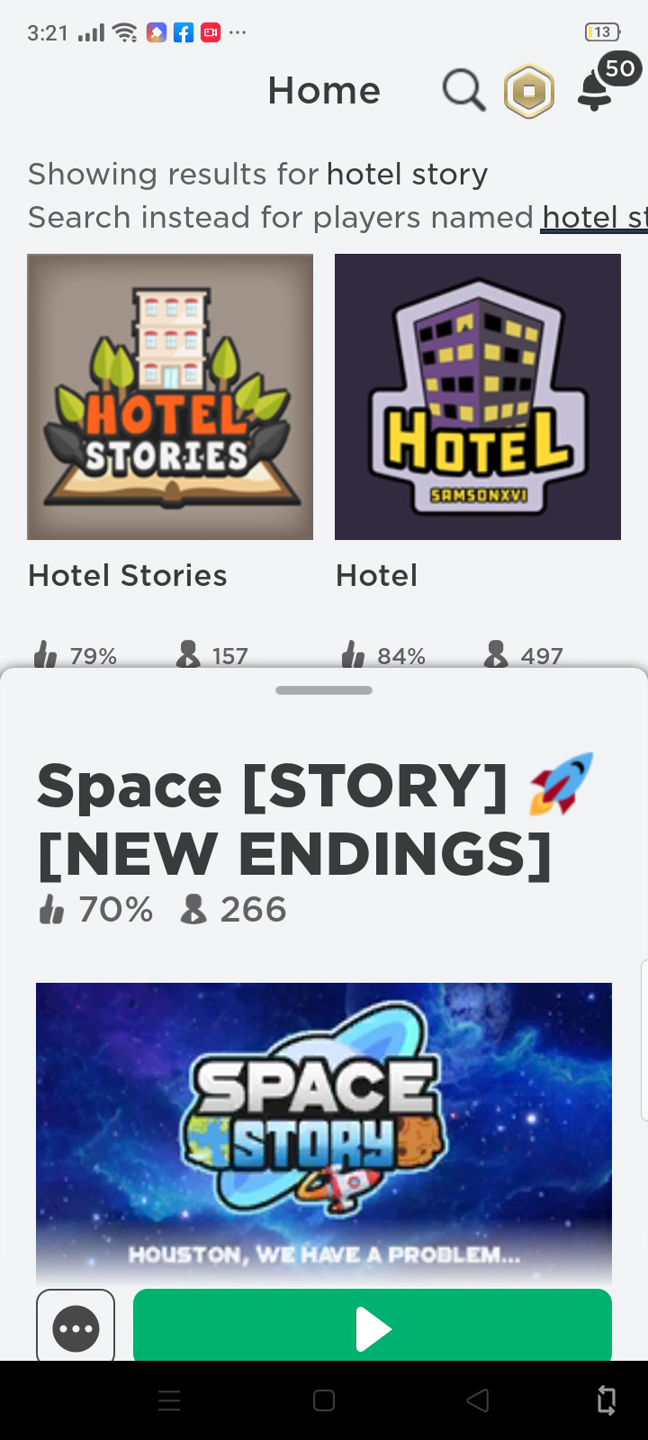 3:21
13
Home
50
Showing results for hotel story
Search instead for players named hotel st
HOTEL
STORIES
HOTEL
SAMSONXVI
Hotel Stories
Hotel
79% 157
84% 497
Space [STORY] 🚀
[NEW ENDINGS]
70% 266
SPACE
STORY
HOUSTON, WE HAVE A PROBLEM...